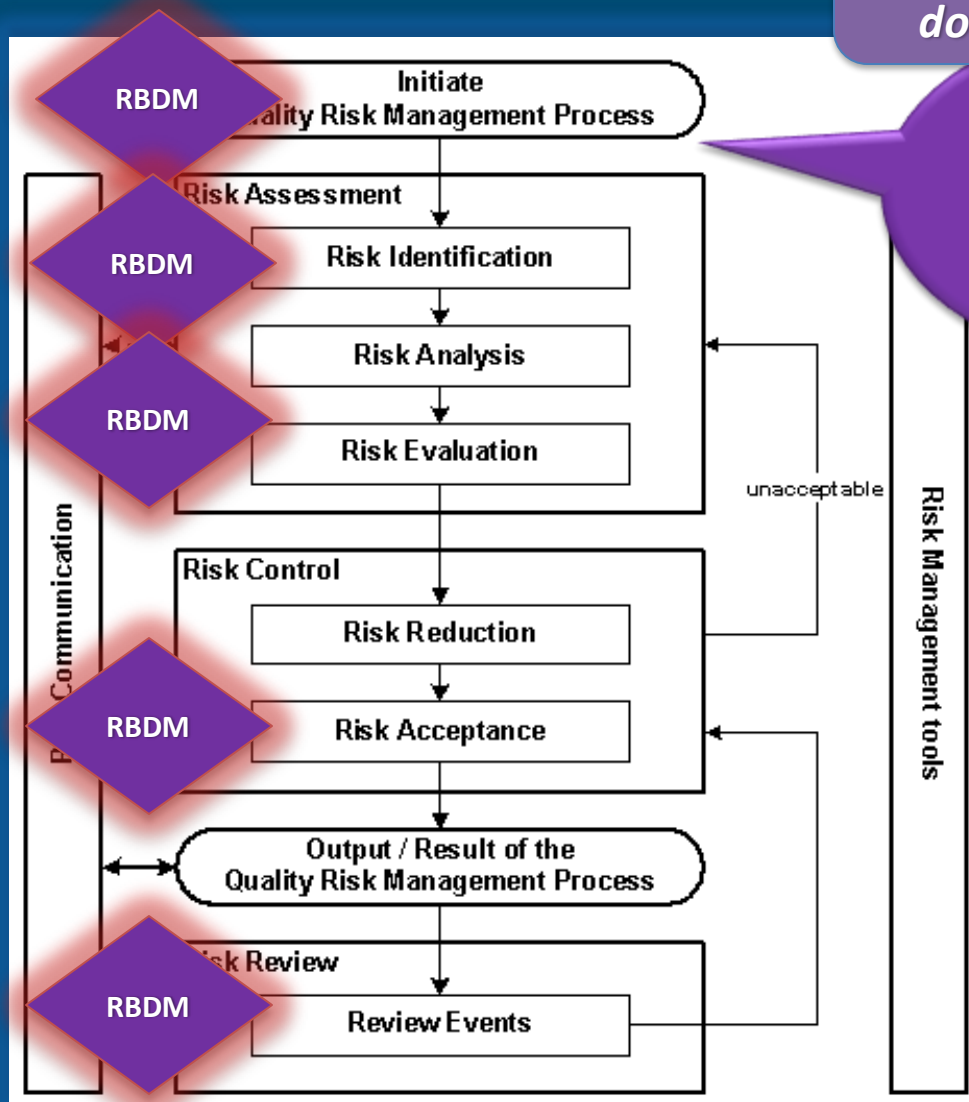 do
RBDM
Initiate
ality Risk Management Process
RBDM
Risk Assessment
Risk Identification
Risk Analysis
RBDM
Risk Evaluation
unacceptable
Communication
Risk Management tools
Risk Control
Risk Reduction
RBDM
Risk Acceptance
Output / Result of the
Quality Risk Management Process
RBDM
sk Review
Review Events